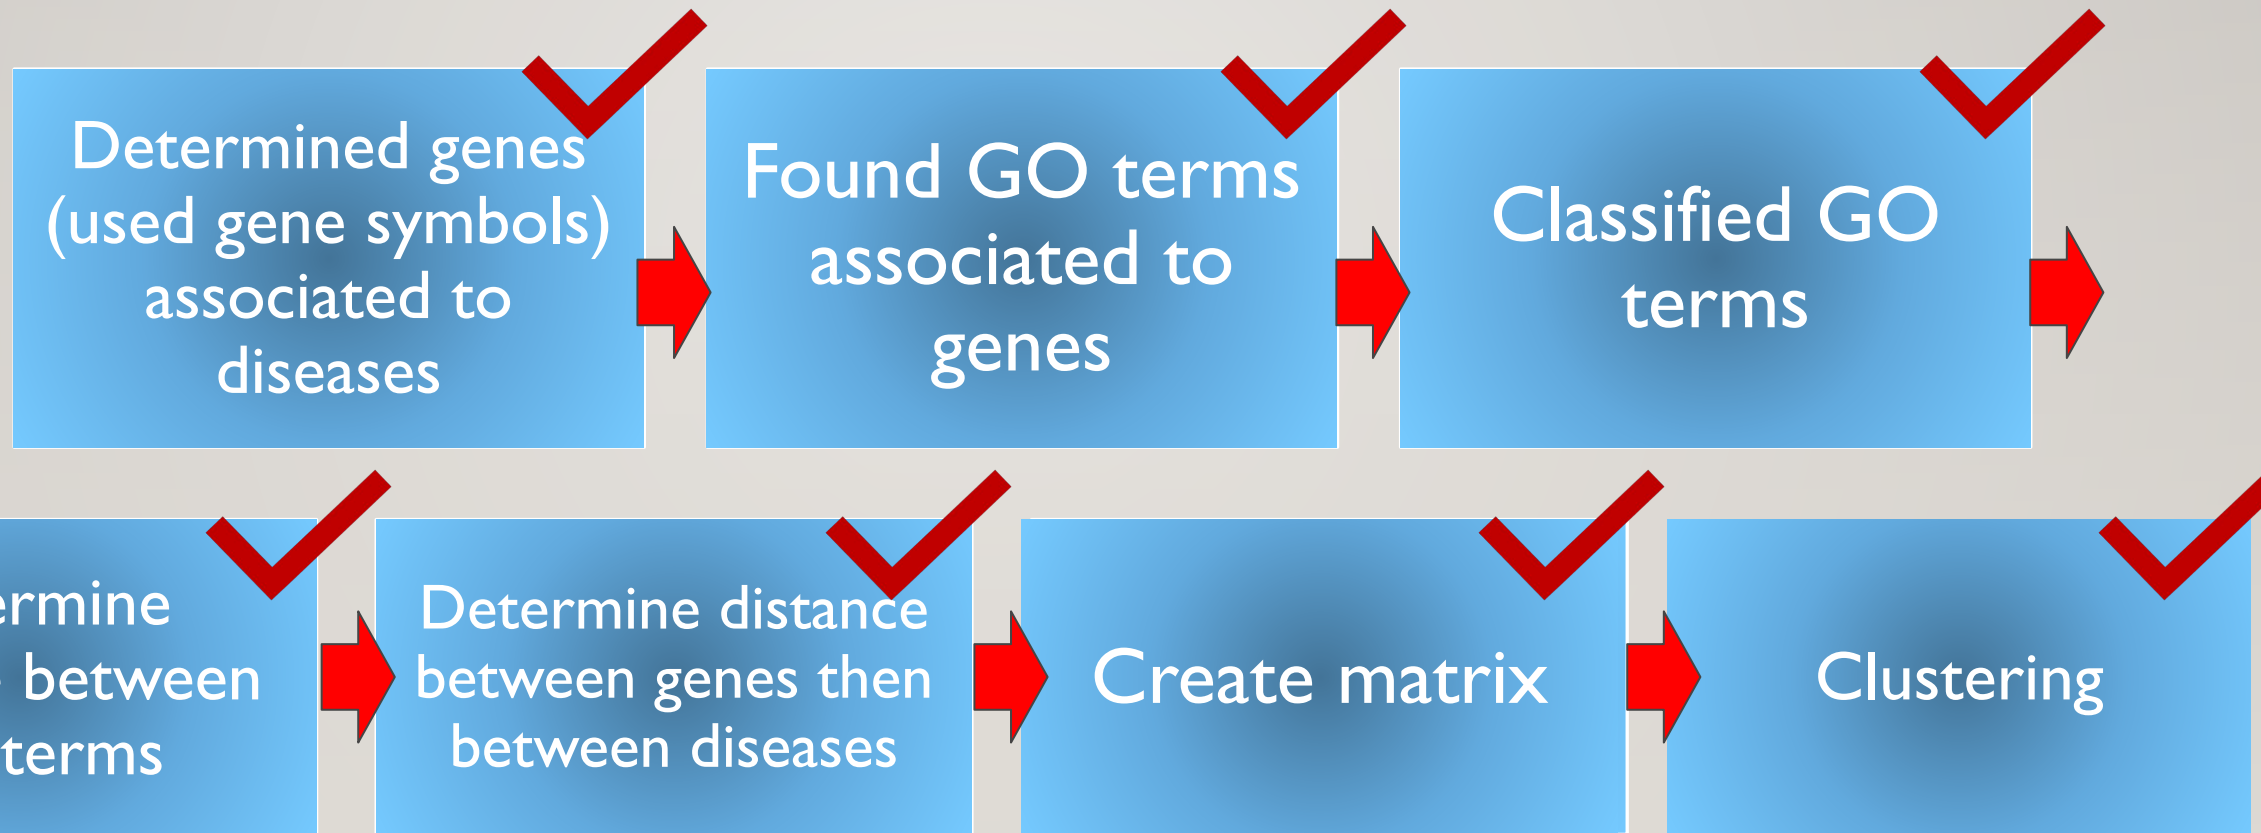 Determined genes
(used gene symbols)
associated to
diseases
Found GO terms
associated to
genes
Classified GO
terms
between
terms
Determine distance
between genes then
between diseases
Create matrix
Clustering